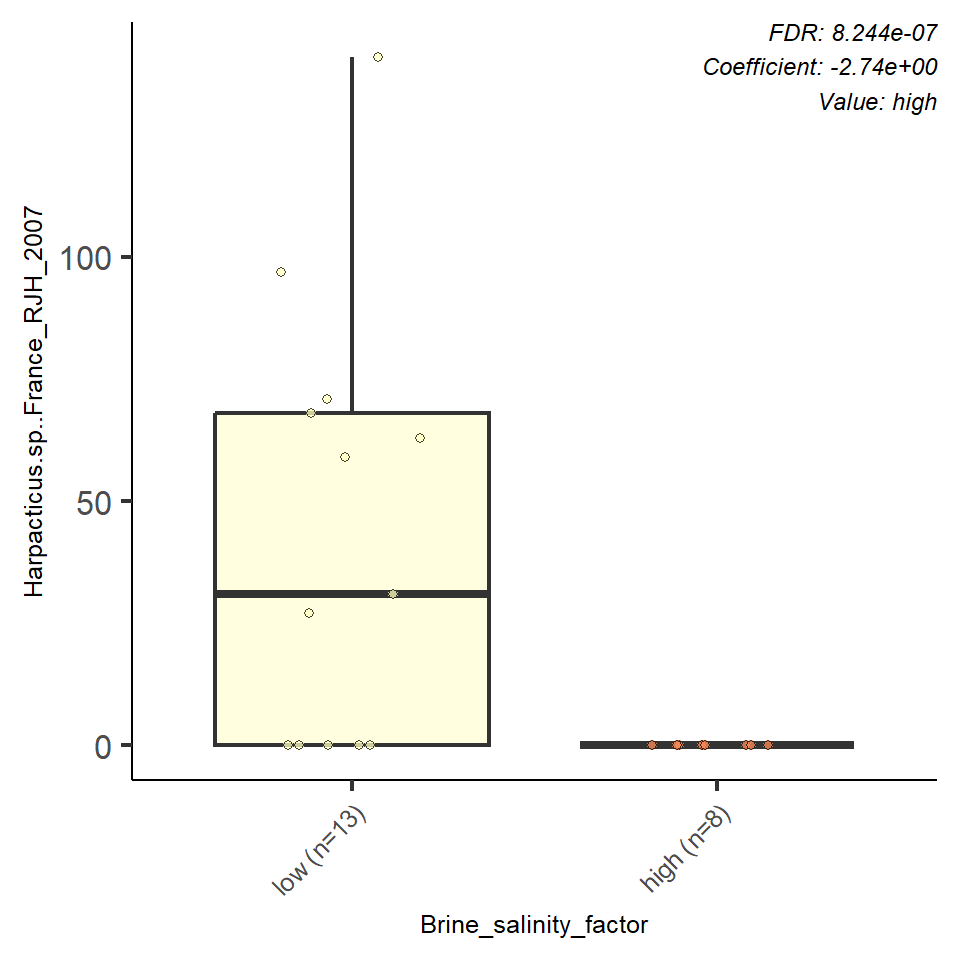 FDR: 8.244e-07
Coefficient: -2.74e+00
Value: high
Harpacticus.sp..France_RJH_2007
100
50
0
low (n=13)
high (n=8)
Brine_salinity_factor